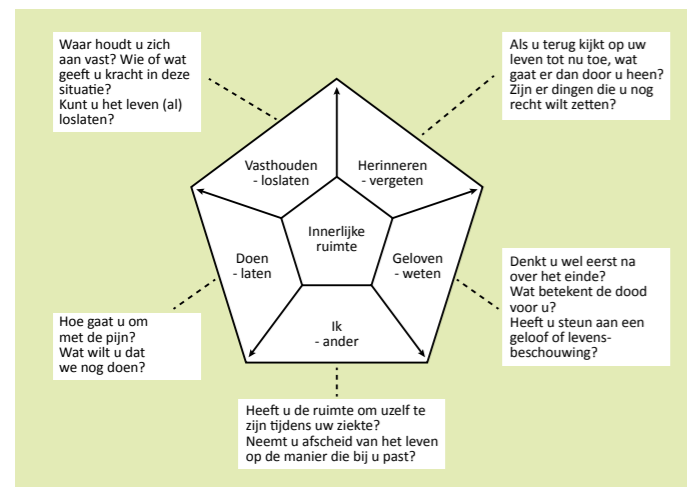 Waar houdt u zich
aan vast? Wie of wat
geeft u kracht in deze
situatie?
Kunt u het leven (al)
loslaten?
Als u terug kijkt op uw
leven tot nu toe, wat
gaat er dan door u heen?
Zijn er dingen die u nog
recht wilt zetten?
Vasthouden
- loslaten
Herinneren
- vergeten
Innerlijke
ruimte
Doen
- laten
Geloven
- weten
Ik
- ander
Denkt u wel eerst na
over het einde?
Wat betekent de dood
voor u?
Heeft u steun aan een
geloof of levens-
beschouwing?
Hoe gaat u om
met de pijn?
Wat wilt u dat
we nog doen?
Heeft u de ruimte om uzelf te
zijn tijdens uw ziekte?
Neemt u afscheid van het leven
op de manier die bij u past?